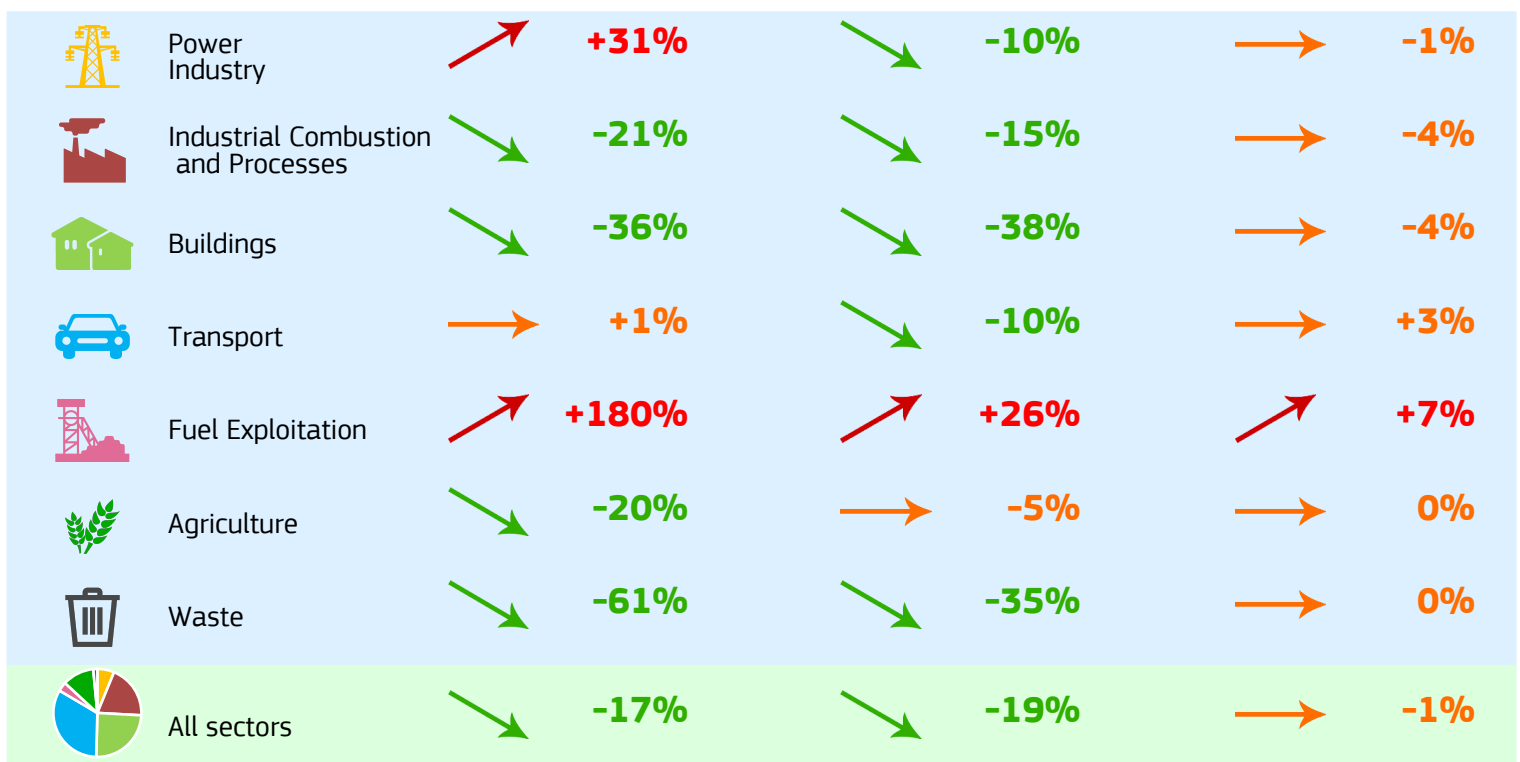 Power
Industry
+31%
-10%
-1%
Industrial Combustion
and Processes
-21%
-15%
-4%
Buildings
-36%
-38%
-4%
Transport
+1%
-10%
+3%
Fuel Exploitation
+180%
+26%
+7%
Agriculture
-20%
-5%
0%
Waste
-61%
-35%
0%
All sectors
-17%
-19%
-1%